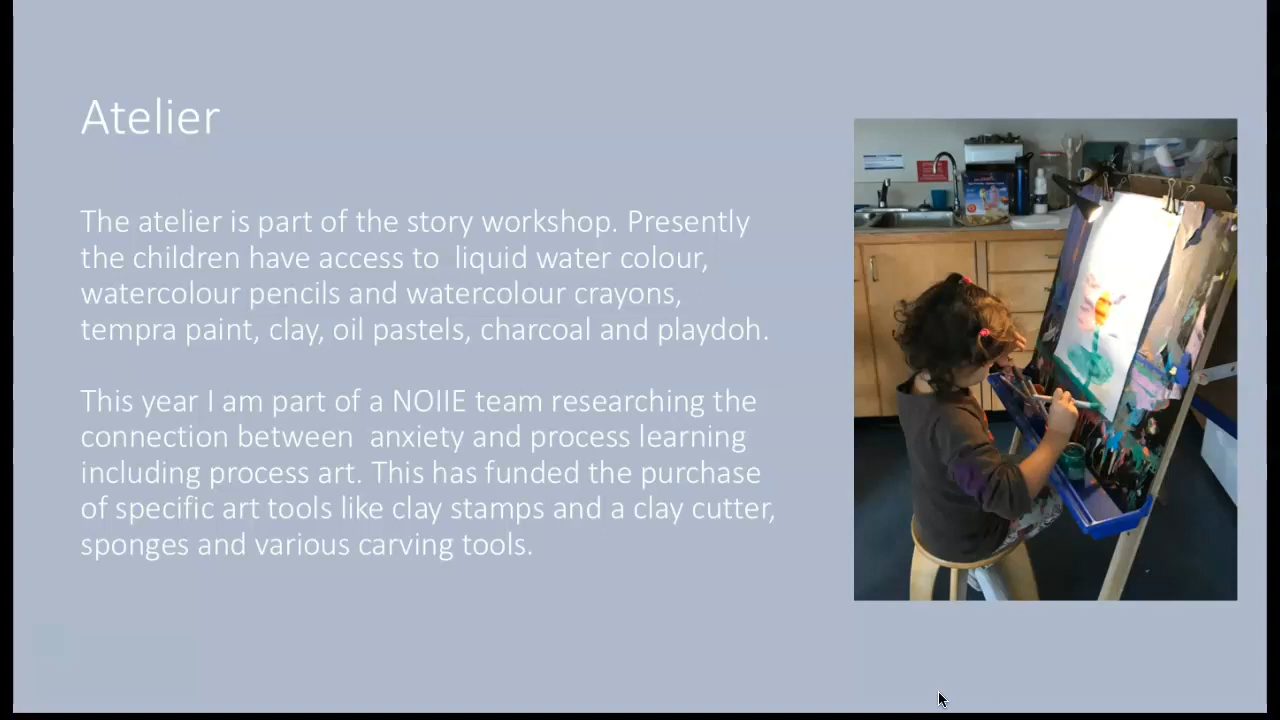 Atelier
The atelier is part of the story workshop. Presently
the children have access to  liquid water colour,
watercolour pencils and watercolour crayons,
tempra paint, clay, oil pastels, charcoal and playdoh.
This year I am part of a NOIIE team researching the
connection between  anxiety and process learning
including process art. This has funded the purchase
of specific art tools like clay stamps and a clay cutter,
sponges and various carving tools.